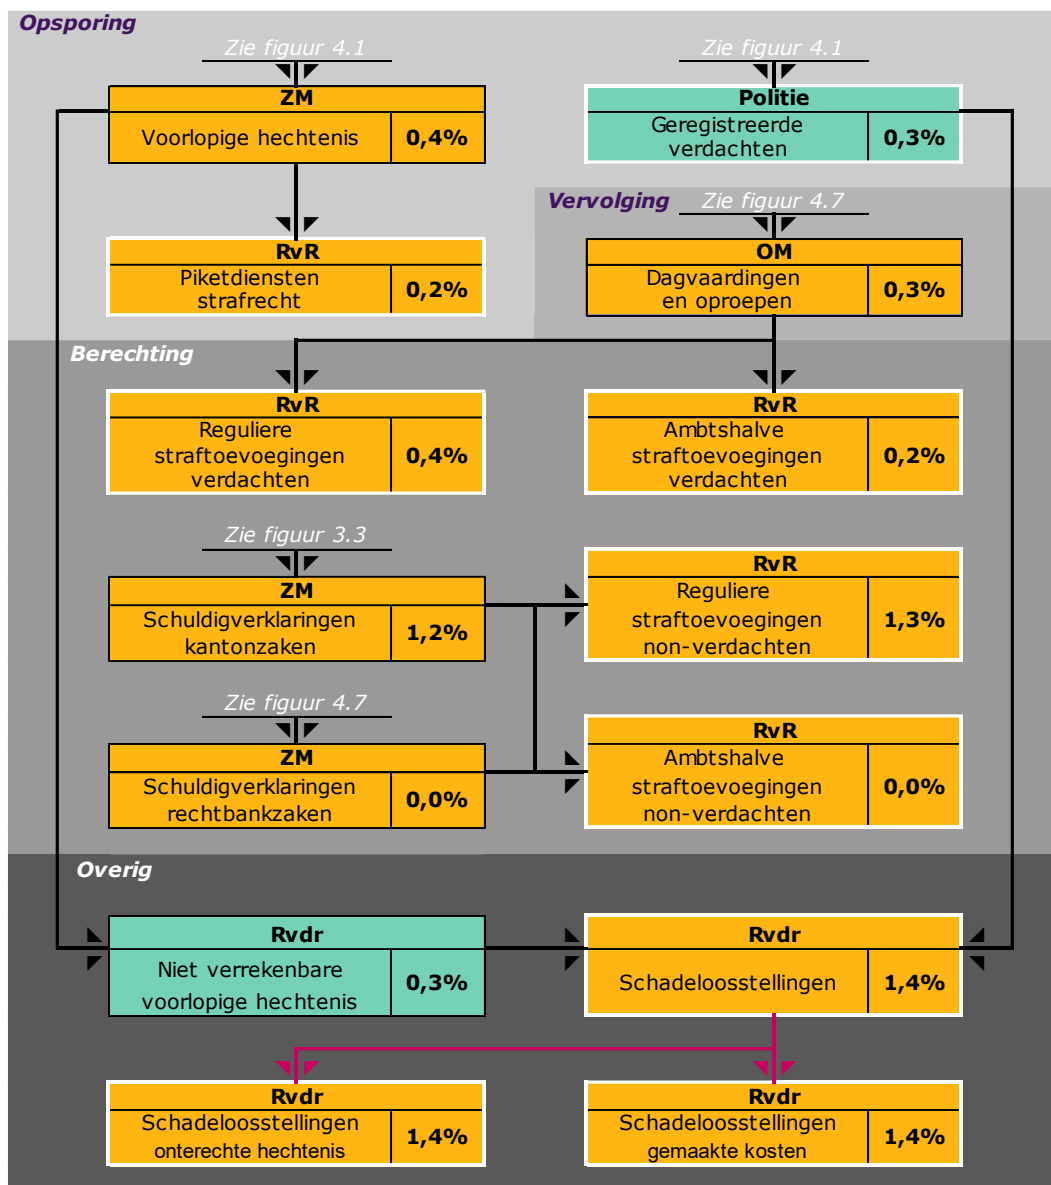 Opsporing
Zie figuur 4.1
Zie figuur 4.1
ZM
Voorlopige hechtenis
0,4%
Politie
Geregistreerde
verdachten
0,3%
Vervolging
Zie figuur 4.7
RvR
Piketdiensten
strafrecht
0,2%
OM
Dagvaardingen
en oproepen
0,3%
Berechting
RvR
Reguliere
straftoevoegingen
verdachten
0,4%
RvR
Ambtshalve
straftoevoegingen
verdachten
0,2%
Zie figuur 3.3
ZM
Schuldigverklaringen
kantonzaken
1,2%
RvR
Reguliere
straftoevoegingen
non-verdachten
1,3%
Zie figuur 4.7
ZM
Schuldigverklaringen
rechtbankzaken
0,0%
RvR
Ambtshalve
straftoevoegingen
non-verdachten
0,0%
Overig
Rvdr
Niet verrekenbare
voorlopige hechtenis
0,3%
Rvdr
Schadeloosstellingen
1,4%
Rvdr
Schadeloosstellingen
onterechte hechtenis
1,4%
Rvdr
Schadeloosstellingen
gemaakte kosten
1,4%